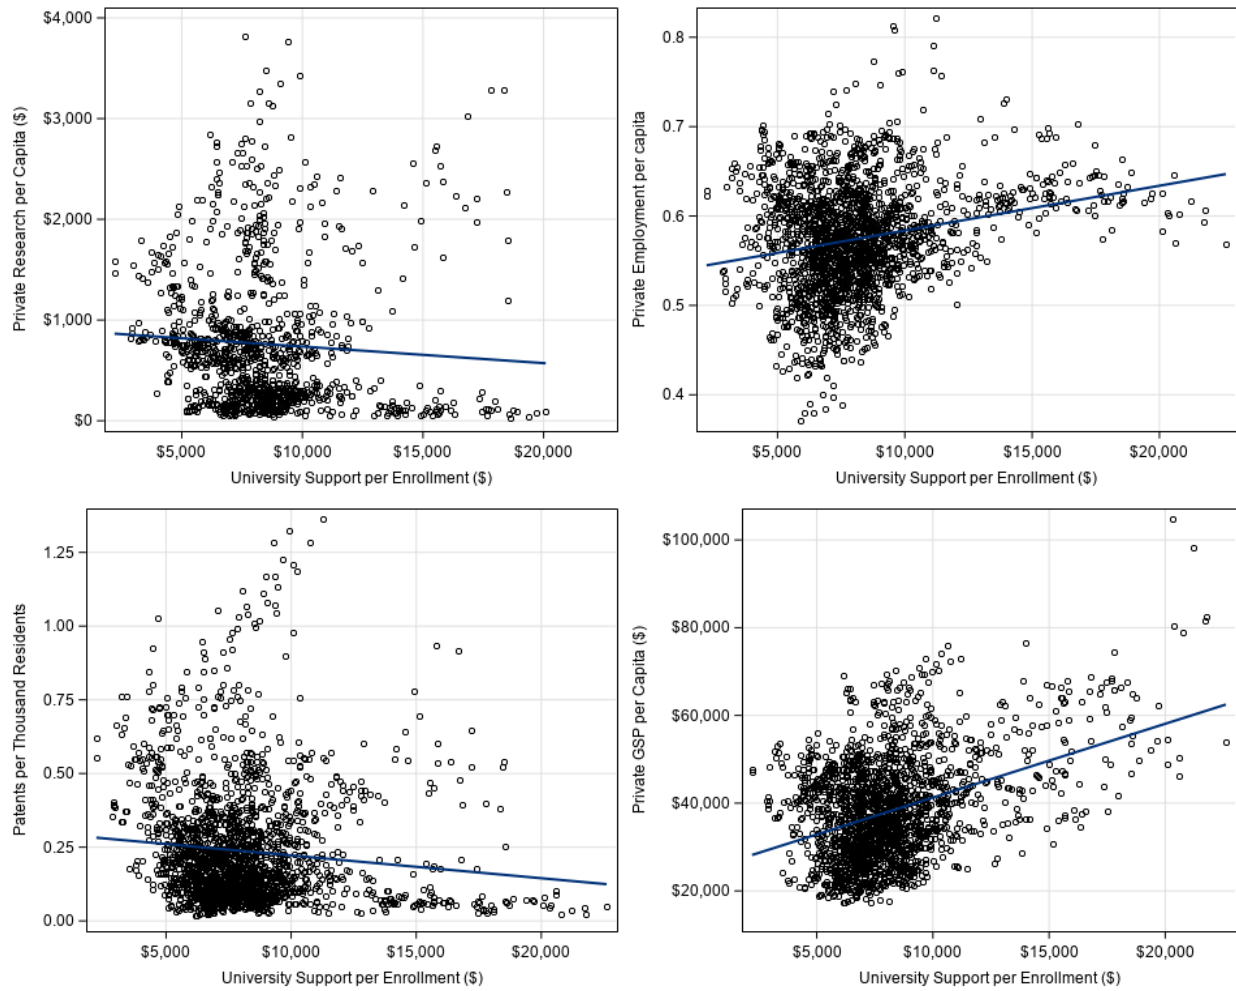 $4,000
$3,000
$2,000
$1,000
$0
Private Research per Capita ($)
$5,000 $10,000 $15,000 $20,000
University Support per Enrollment ($)
0.8
0.7
0.6
0.5
0.4
Private Employment per capita
$5,000 $10,000 $15,000 $20,000
University Support per Enrollment ($)
1.25
1.00
0.75
0.50
0.25
0.00
Patents per Thousand Residents
$5,000 $10,000 $15,000 $20,000
University Support per Enrollment ($)
$100,000
$80,000
$60,000
$40,000
$20,000
Private GSP per Capita ($)
$5,000 $10,000 $15,000 $20,000
University Support per Enrollment ($)